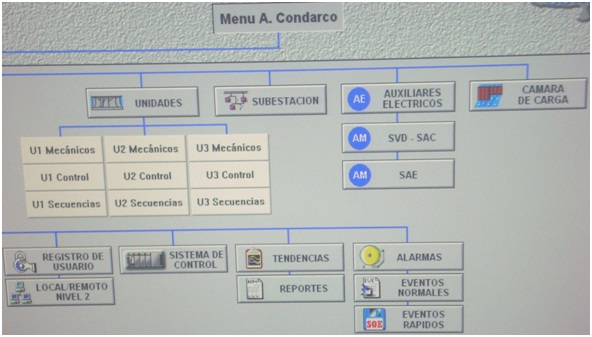 Menu A. Condarco
UNIDADES
SUBESTACION
AE
AUXILIARES
ELECTRICOS
CAMARA
DE CARGA
AM
SVD - SAC
AM
SAE
U1 Mecánicos
U2 Mecánicos
U3 Mecánicos
U1 Control
U2 Control
U3 Control
U1 Secuencias
U2 Secuencias
U3 Secuencias
REGISTRO DE
USUARIO
SISTEMA DE
CONTROL
TENDENCIAS
ALARMAS
LOCAL/REMOTO
NIVEL 2
REPORTES
EVENTOS
NORMALES
SOE
EVENTOS
RAPIDOS